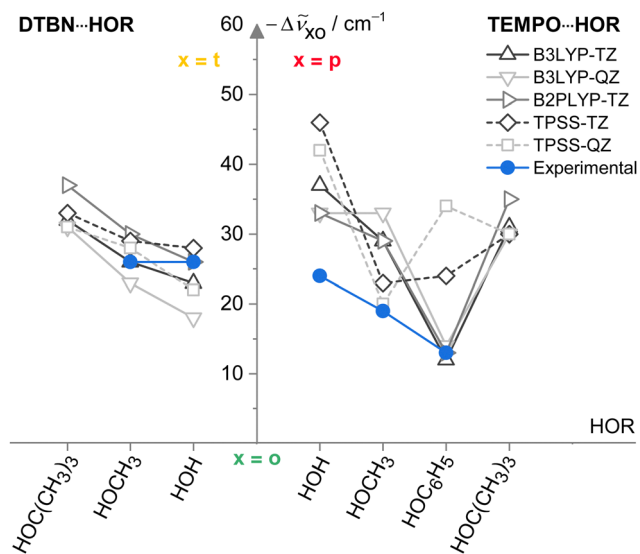 DTBN···HOR
60
−Δν̃xo / cm⁻¹
TEMPO···HOR
x = t
x = p
B3LYP-TZ
B3LYP-QZ
B2PLYP-TZ
TPSS-TZ
TPSS-QZ
Experimental
50
40
30
20
10
HOR
x = o
HOC(CH3)3
HOCH3
HOH
HOH
HOCH3
HOC6H5
HOC(CH3)3